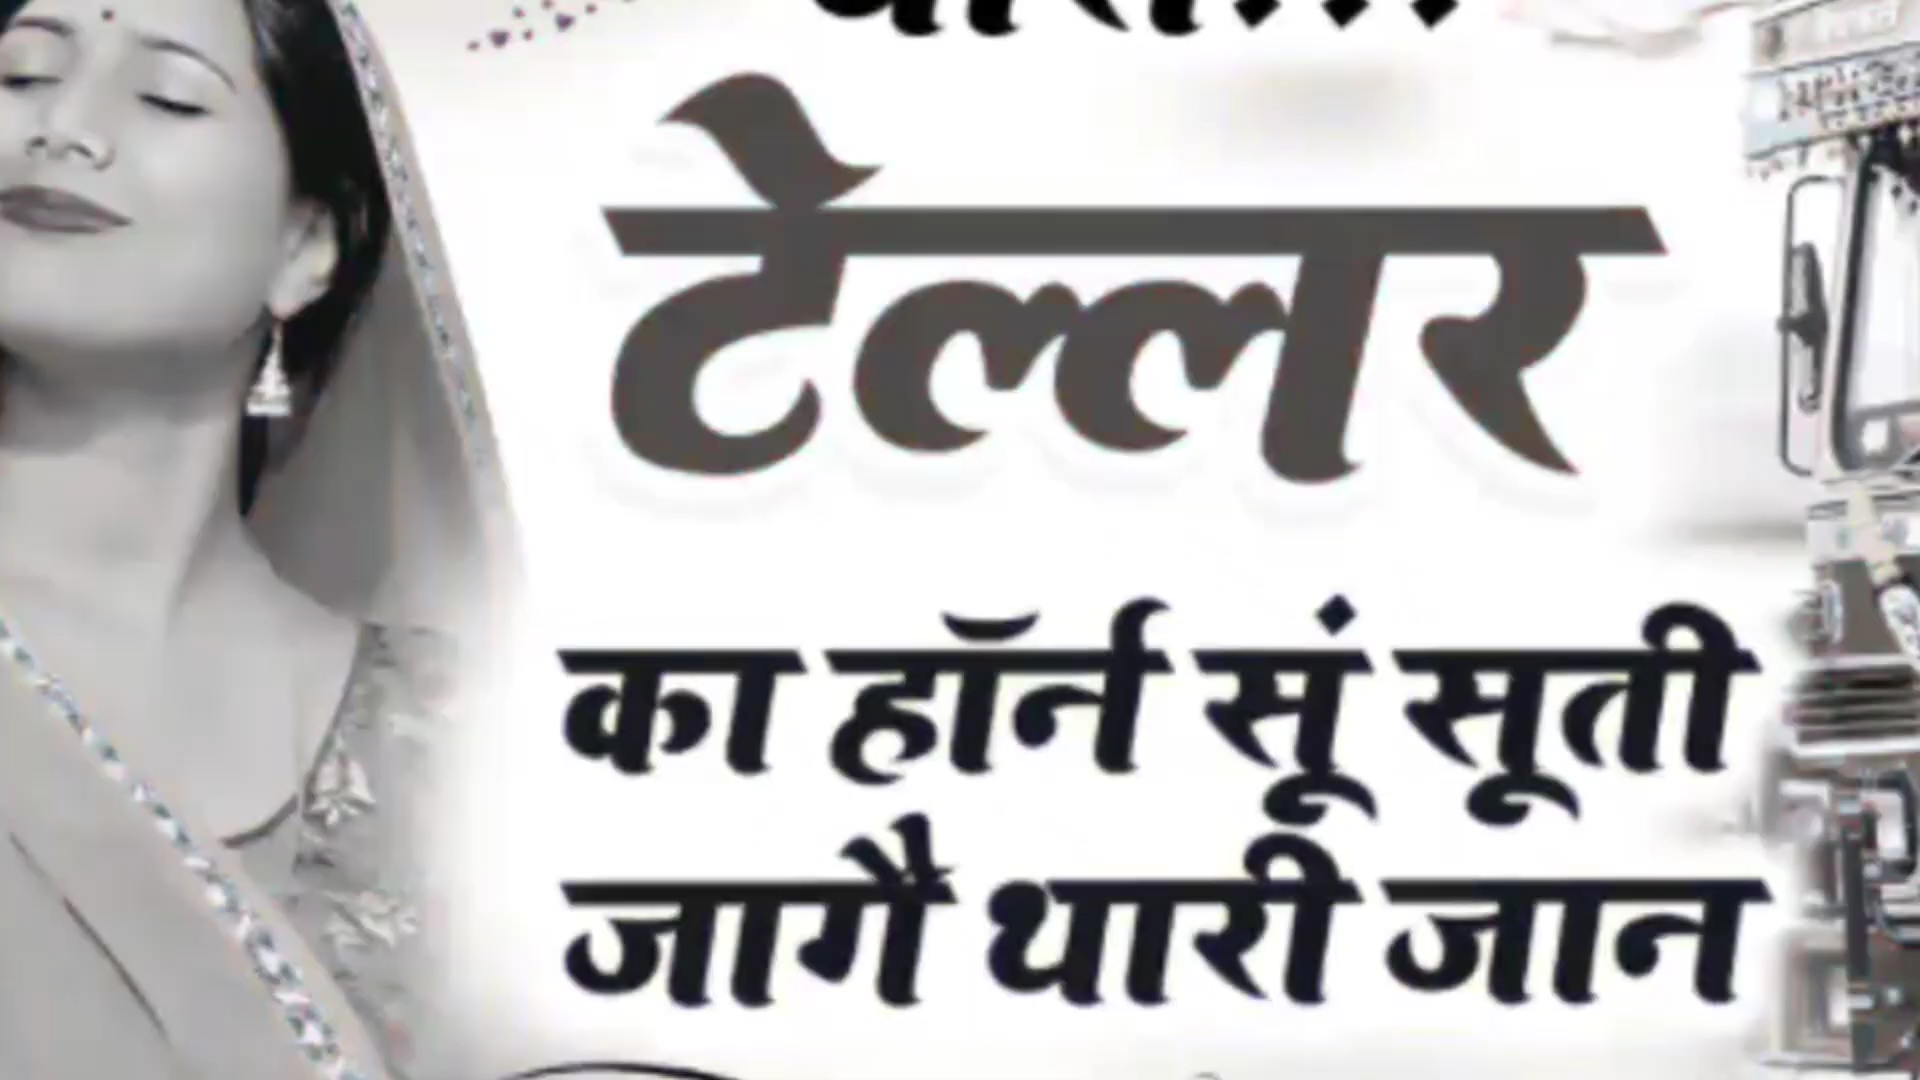 टेल्लर
का हॉर्न सूं सूती
जागै थारी जान